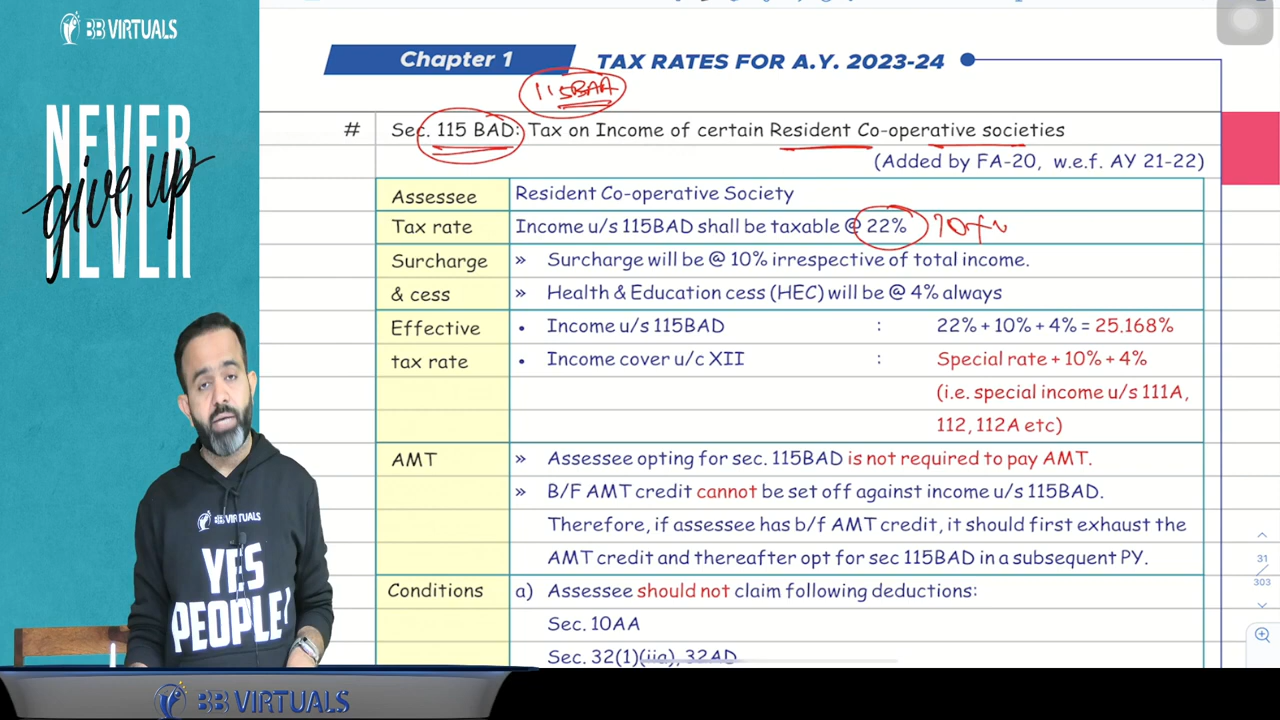 BB VIRTUALS
NEVER
give up
NEVER
Chapter 1
TAX RATES FOR A.Y. 2023-24
115BAA
# Sec. 115 BAD: Tax on Income of certain Resident Co-operative societies
(Added by FA-20, w.e.f. AY 21-22)
Assessee Resident Co-operative Society
Tax rate Income u/s 115BAD shall be taxable @ 22%
Surcharge » Surcharge will be @ 10% irrespective of total income.
& cess » Health & Education cess (HEC) will be @ 4% always
Effective • Income u/s 115BAD : 22% + 10% + 4% = 25.168%
tax rate • Income cover u/c XII : Special rate + 10% + 4%
(i.e. special income u/s 111A,
112, 112A etc)
AMT » Assessee opting for sec. 115BAD is not required to pay AMT.
» B/F AMT credit cannot be set off against income u/s 115BAD.
Therefore, if assessee has b/f AMT credit, it should first exhaust the
AMT credit and thereafter opt for sec 115BAD in a subsequent PY.
Conditions a) Assessee should not claim following deductions:
Sec. 10AA
Sec. 32(1)(iia), 32AD
31
303
BB VIRTUALS
YES
PEOPLE!
BB VIRTUALS